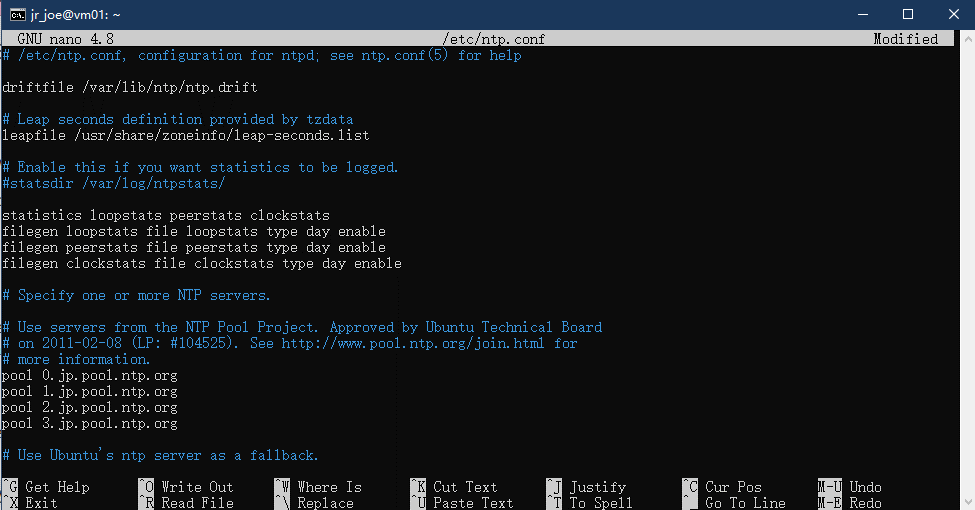 jr_joe@vm01: ~
GNU nano 4.8 /etc/ntp.conf Modified
# /etc/ntp.conf, configuration for ntpd; see ntp.conf(5) for help
driftfile /var/lib/ntp/ntp.drift
# Leap seconds definition provided by tzdata
leapfile /usr/share/zoneinfo/leap-seconds.list
# Enable this if you want statistics to be logged.
#statsdir /var/log/ntpstats/
statistics loopstats peerstats clockstats
filegen loopstats file loopstats type day enable
filegen peerstats file peerstats type day enable
filegen clockstats file clockstats type day enable
# Specify one or more NTP servers.
# Use servers from the NTP Pool Project. Approved by Ubuntu Technical Board
# on 2011-02-08 (LP: #104525). See http://www.pool.ntp.org/join.html for
# more information.
pool 0.jp.pool.ntp.org
pool 1.jp.pool.ntp.org
pool 2.jp.pool.ntp.org
pool 3.jp.pool.ntp.org
# Use Ubuntu's ntp server as a fallback.
^G Get Help ^O Write Out ^W Where Is ^K Cut Text ^J Justify ^C Cur Pos M-U Undo
^X Exit ^R Read File ^\ Replace ^U Paste Text ^T To Spell ^_ Go To Line M-E Redo